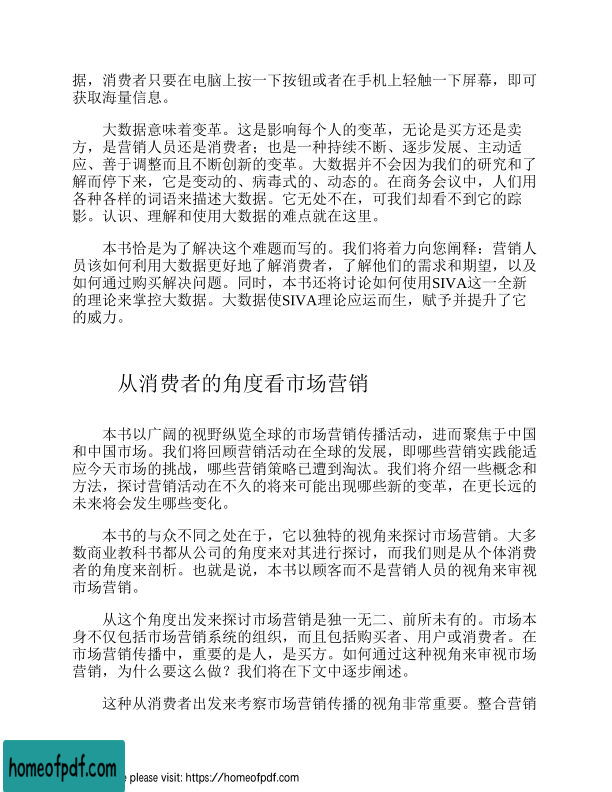 据，消费者只要在电脑上按一下按钮或者在手机上轻触一下屏幕，即可
获取海量信息。
大数据意味着变革。这是影响每个人的变革，无论是买方还是卖
方，是营销人员还是消费者；也是一种持续不断、逐步发展、主动适
应、善于调整而且不断创新的变革。大数据并不会因为我们的研究和了
解而停下来，它是变动的、病毒式的、动态的。在商务会议中，人们用
各种各样的词语来描述大数据。它无处不在，可我们却看不到它的踪
影。认识、理解和使用大数据的难点就在这里。
本书恰是为了解决这个难题而写的。我们将着力向您阐释：营销人
员该如何利用大数据更好地了解消费者，了解他们的需求和期望，以及
如何通过购买解决问题。同时，本书还将讨论如何使用SIVA这一全新
的理论来掌控大数据。大数据使SIVA理论应运而生，赋予并提升了它
的威力。
从消费者的角度看市场营销
本书以广阔的视野纵览全球的市场营销传播活动，进而聚焦于中国
和中国市场。我们将回顾营销活动在全球的发展，即哪些营销实践能适
应今天市场的挑战，哪些营销策略已遭到淘汰。我们将介绍一些概念和
方法，探讨营销活动在不久的将来可能出现哪些新的变革，在更长远的
未来将会发生哪些变化。
本书的与众不同之处在于，它以独特的视角来探讨市场营销。大多
数商业教科书都从公司的角度来对其进行探讨，而我们则是从个体消费
者的角度来剖析。也就是说，本书以顾客而不是营销人员的视角来审视
市场营销。
从这个角度出发来探讨市场营销是独一无二、前所未有的。市场本
身不仅包括市场营销系统的组织，而且包括购买者、用户或消费者。在
市场营销传播中，重要的是人，是买方。如何通过这种视角来审视市场
营销，为什么要这么做？我们将在下文中逐步阐述。
这种从消费者出发来考察市场营销传播的视角非常重要。整合营销
homeofpdf.com
please visit: https://homeofpdf.com